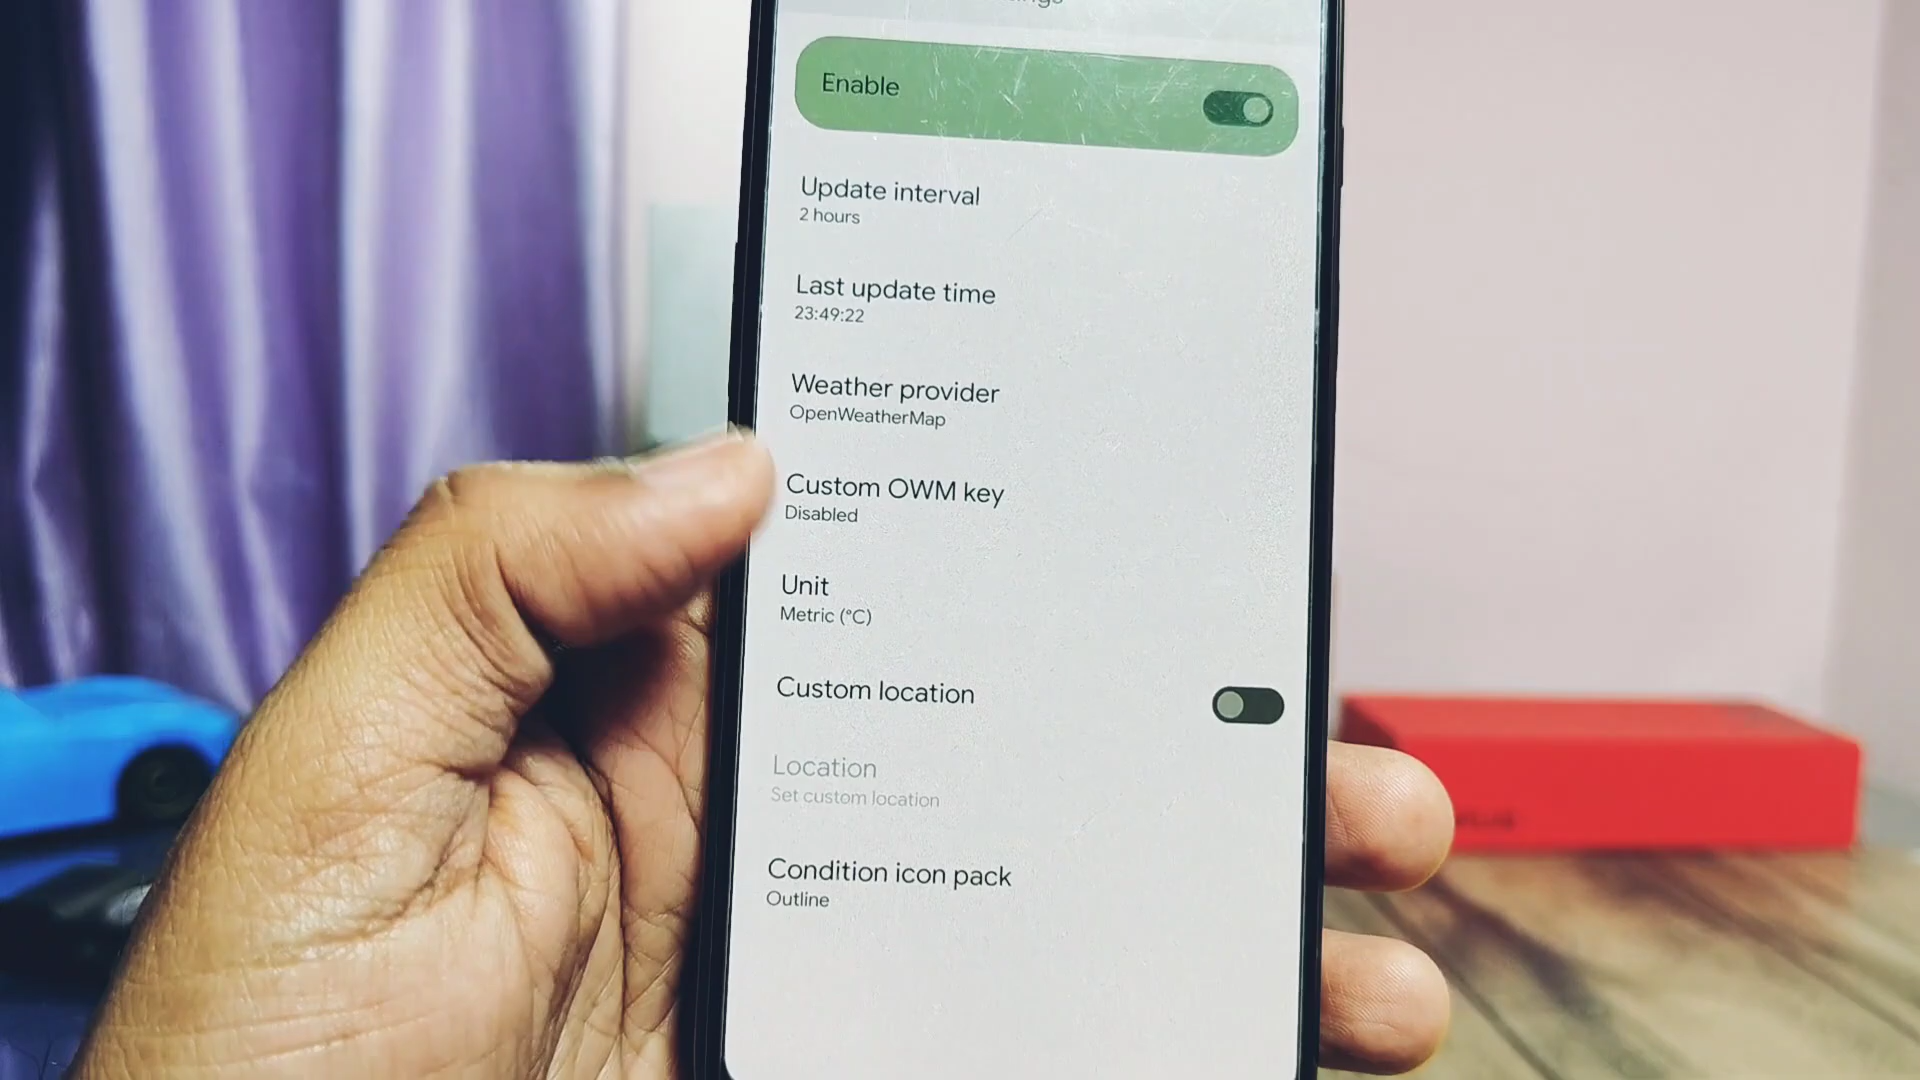 Enable
Update interval
2 hours
Last update time
23:49:22
Weather provider
OpenWeatherMap
Custom OWM key
Disabled
Unit
Metric (°C)
Custom location
Location
Set custom location
Condition icon pack
Outline